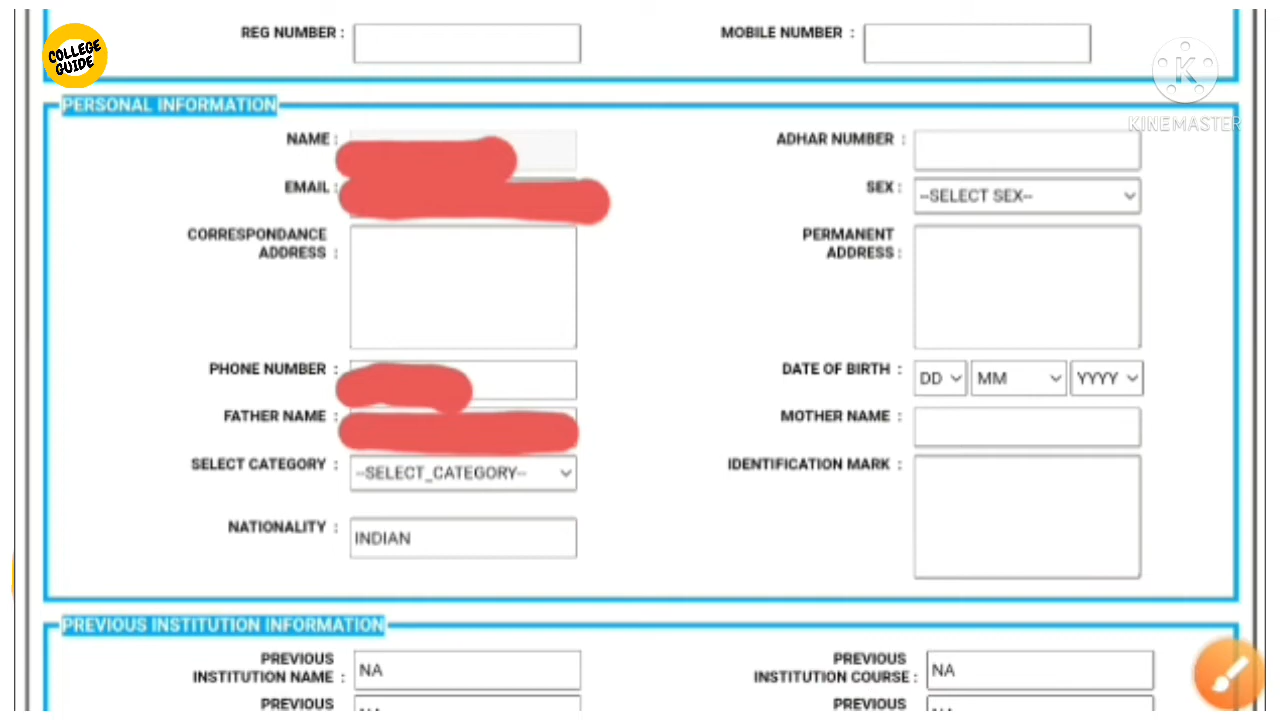 REG NUMBER :
MOBILE NUMBER :
COLLEGE
GUIDE
KINEMASTER
PERSONAL INFORMATION
NAME :
ADHAR NUMBER :
EMAIL :
SEX :
--SELECT SEX--
CORRESPONDANCE
ADDRESS :
PERMANENT
ADDRESS :
PHONE NUMBER :
DATE OF BIRTH :
DD
MM
YYYY
FATHER NAME :
MOTHER NAME :
SELECT CATEGORY :
--SELECT_CATEGORY--
IDENTIFICATION MARK :
NATIONALITY :
INDIAN
PREVIOUS INSTITUTION INFORMATION
PREVIOUS
INSTITUTION NAME :
NA
PREVIOUS
INSTITUTION COURSE :
NA
PREVIOUS
PREVIOUS